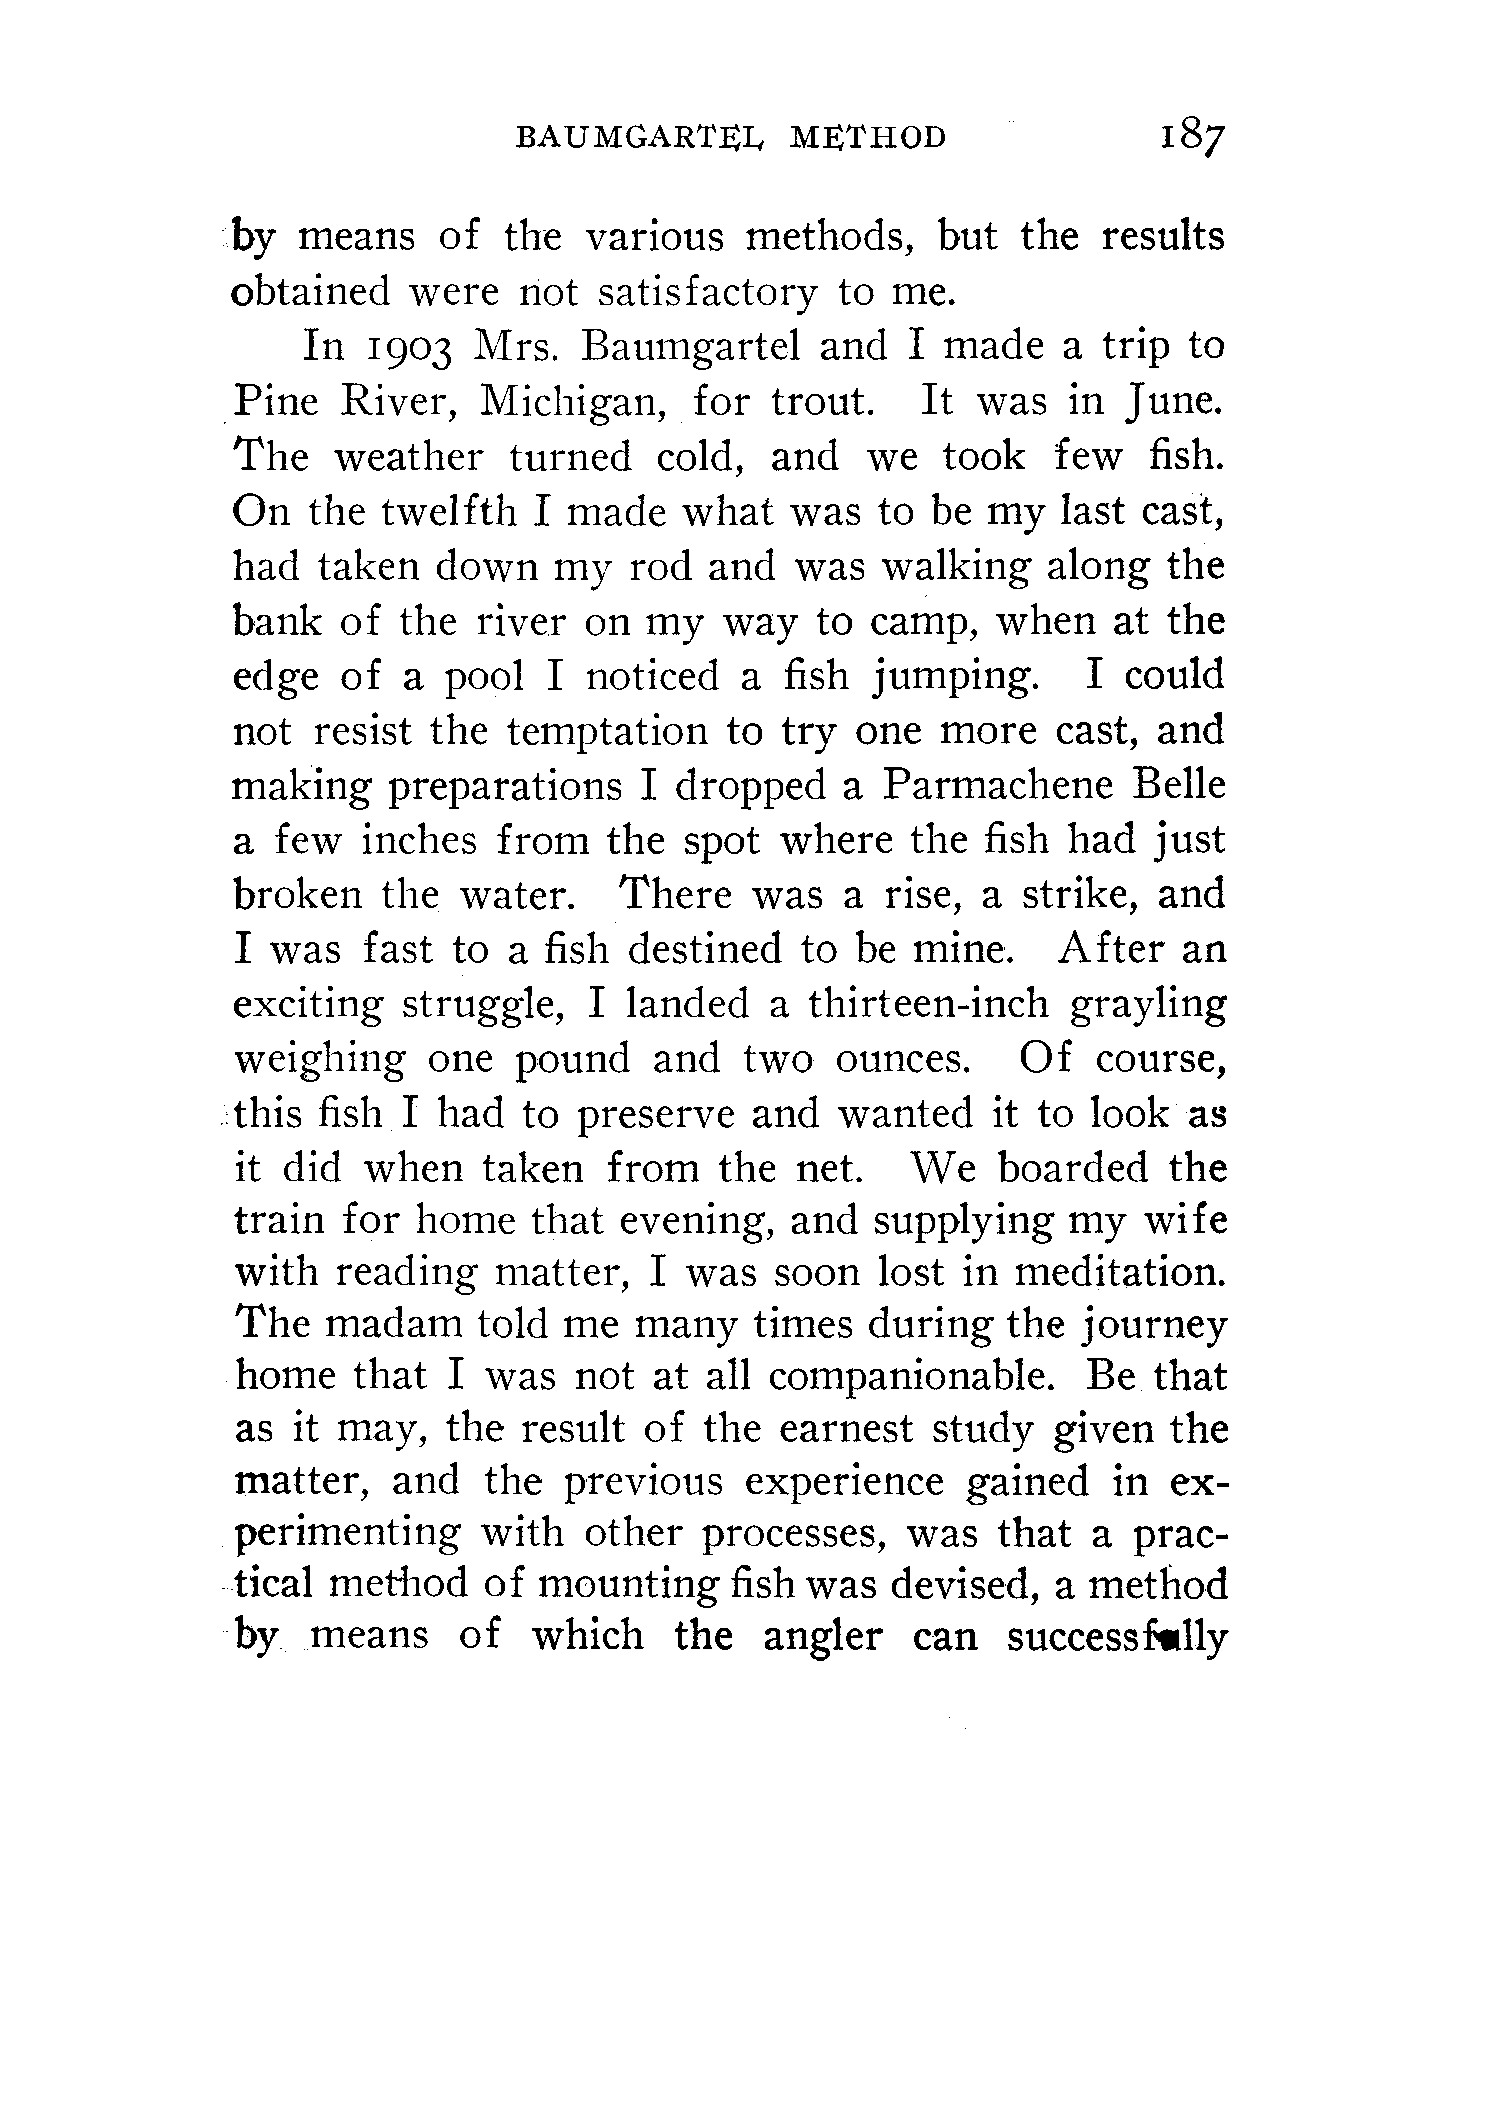 BAUMGARTEL METHOD 187
by means of the various methods, but the results
obtained were not satisfactory to me.
In 1903 Mrs. Baumgartel and I made a trip to
Pine River, Michigan, for trout. It was in June.
The weather turned cold, and we took few fish.
On the twelfth I made what was to be my last cast,
had taken down my rod and was walking along the
bank of the river on my way to camp, when at the
edge of a pool I noticed a fish jumping. I could
not resist the temptation to try one more cast, and
making preparations I dropped a Parmachene Belle
a few inches from the spot where the fish had just
broken the water. There was a rise, a strike, and
I was fast to a fish destined to be mine. After an
exciting struggle, I landed a thirteen-inch grayling
weighing one pound and two ounces. Of course,
this fish I had to preserve and wanted it to look as
it did when taken from the net. We boarded the
train for home that evening, and supplying my wife
with reading matter, I was soon lost in meditation.
The madam told me many times during the journey
home that I was not at all companionable. Be that
as it may, the result of the earnest study given the
matter, and the previous experience gained in ex-
perimenting with other processes, was that a prac-
tical method of mounting fish was devised, a method
by means of which the angler can successfully